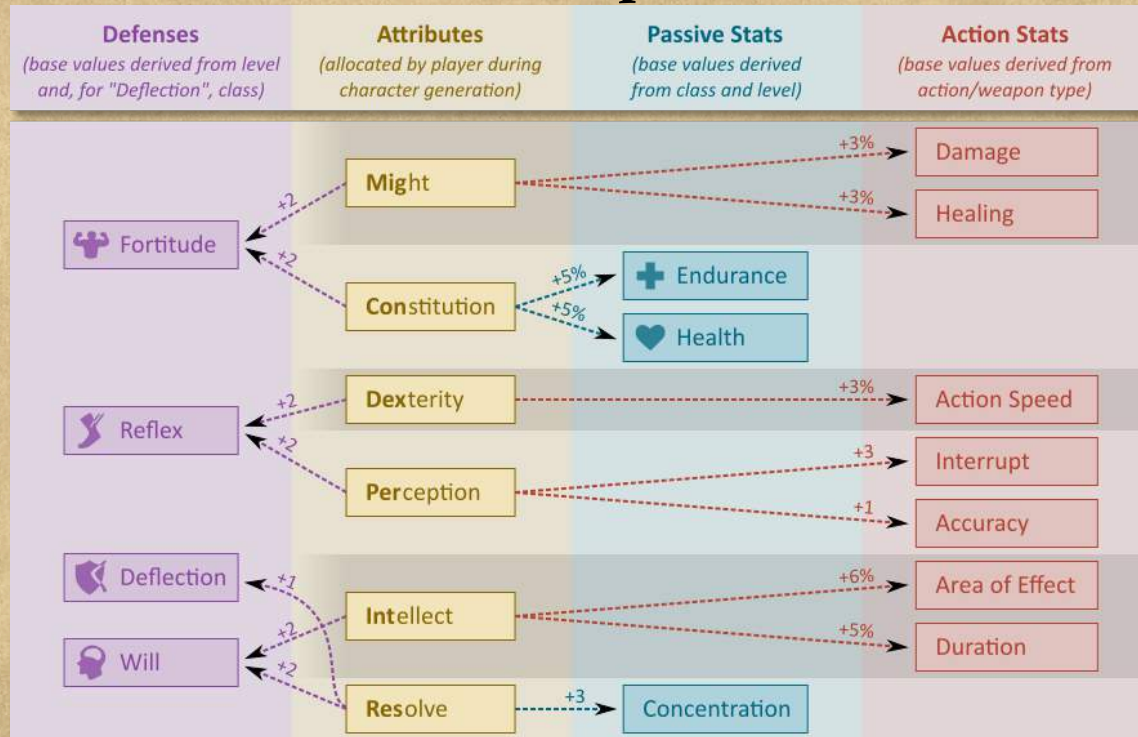 Defenses
(base values derived from level
and, for "Deflection", class)
Attributes
(allocated by player during
character generation)
Passive Stats
(base values derived
from class and level)
Action Stats
(base values derived from
action/weapon type)
+3%
Damage
Might
+2
+3%
Healing
Fortitude
+2
+5%
Endurance
Constitution
+5%
Health
Dexterity
+2
+3%
Action Speed
Reflex
+2
+3
Interrupt
Perception
+1
Accuracy
Deflection
+1
+6%
Area of Effect
Intellect
+2
+5%
Duration
Will
+2
Resolve
+3
Concentration